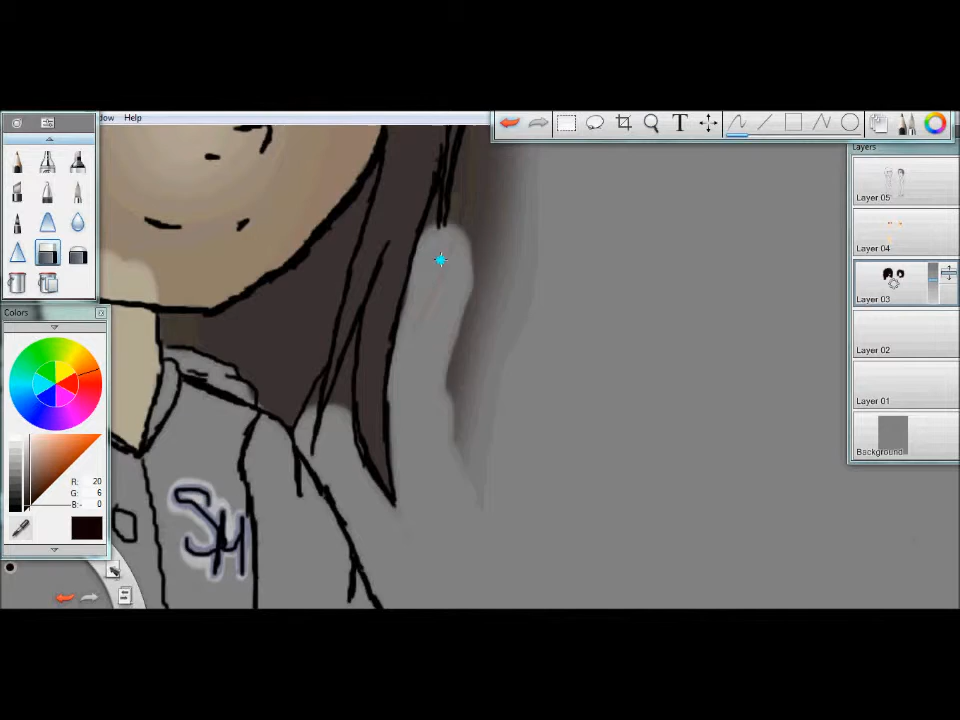 dow Help
T
Layers
Layer 05
Layer 04
Layer 03
Layer 02
Layer 01
Background
Colors
R: 20
G: 6
B: 0
SH